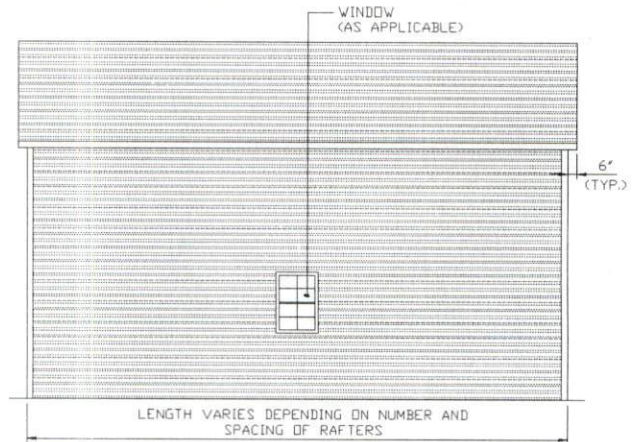 WINDOW
(AS APPLICABLE)
6"
(TYP.)
LENGTH VARIES DEPENDING ON NUMBER AND
SPACING OF RAFTERS